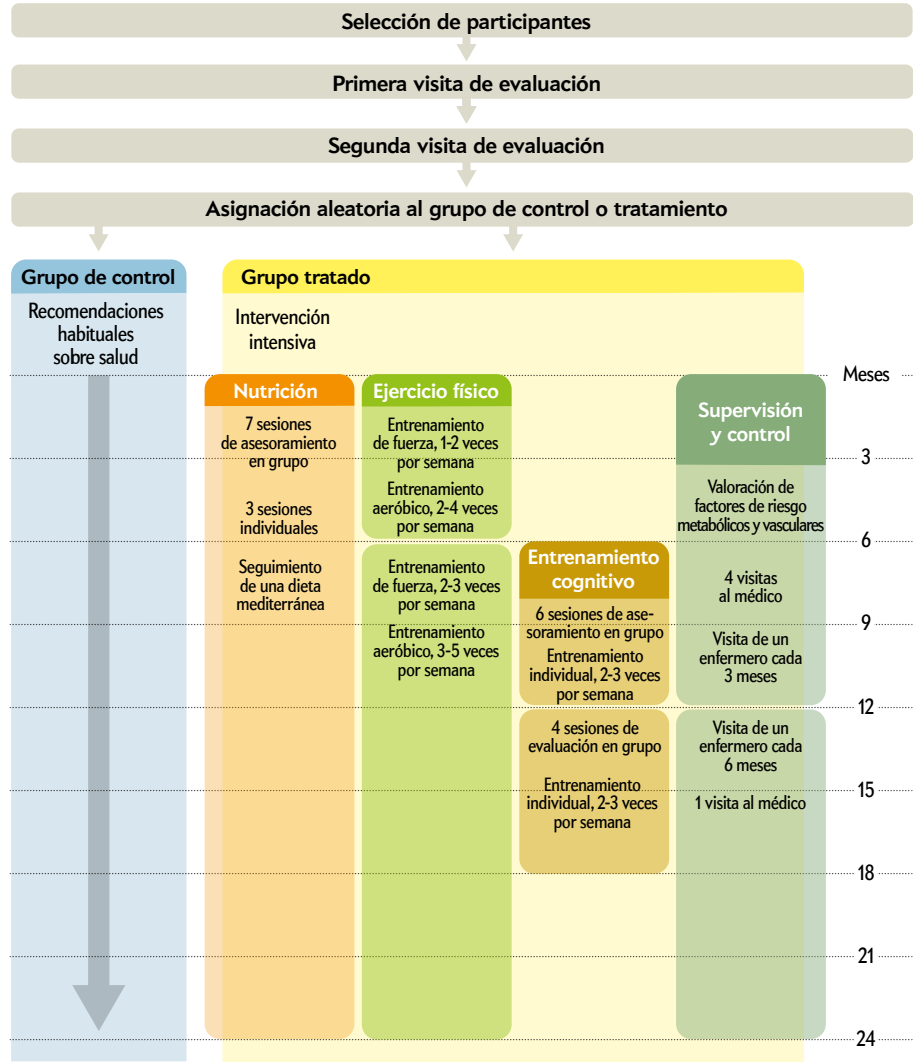 Selección de participantes
Primera visita de evaluación
Segunda visita de evaluación
Asignación aleatoria al grupo de control o tratamiento
Grupo de control
Recomendaciones
habituales
sobre salud
Grupo tratado
Intervención
intensiva
Meses
Nutrición
7 sesiones
de asesoramiento
en grupo
3 sesiones
individuales
Seguimiento
de una dieta
mediterránea
Ejercicio físico
Entrenamiento
de fuerza, 1-2 veces
por semana
Entrenamiento
aeróbico, 2-4 veces
por semana
Entrenamiento
de fuerza, 2-3 veces
por semana
Entrenamiento
aeróbico, 3-5 veces
por semana
Entrenamiento
cognitivo
6 sesiones de ase-
soramiento en grupo
Entrenamiento
individual, 2-3 veces
por semana
4 sesiones de
evaluación en grupo
Entrenamiento
individual, 2-3 veces
por semana
Supervisión
y control
Valoración de
factores de riesgo
metabólicos y vasculares
4 visitas
al médico
Visita de un
enfermero cada
3 meses
Visita de un
enfermero cada
6 meses
1 visita al médico
3
6
9
12
15
18
21
24